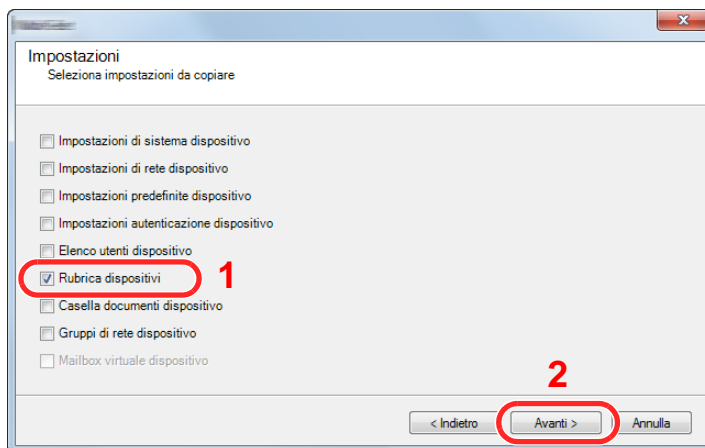 Impostazioni
Seleziona impostazioni da copiare
Impostazioni di sistema dispositivo
Impostazioni di rete dispositivo
Impostazioni predefinite dispositivo
Impostazioni autenticazione dispositivo
Elenco utenti dispositivo
Rubrica dispositivi 1
Casella documenti dispositivo
Gruppi di rete dispositivo
Mailbox virtuale dispositivo
2
< Indietro Avanti > Annulla